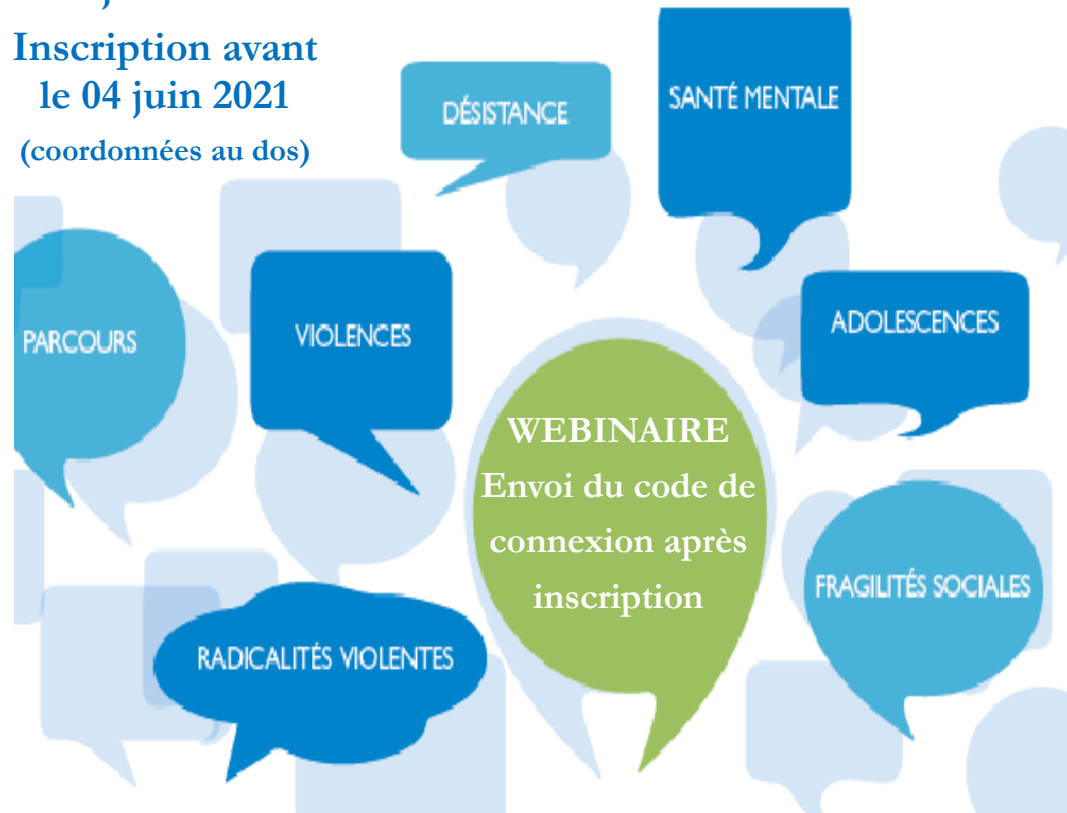 Inscription avant
le 04 juin 2021
(coordonnées au dos)
DÉSISTANCE
SANTÉ MENTALE
PARCOURS
VIOLENCES
ADOLESCENCES
WEBINAIRE
Envoi du code de
connexion après
inscription
FRAGILITÉS SOCIALES
RADICALITÉS VIOLENTES